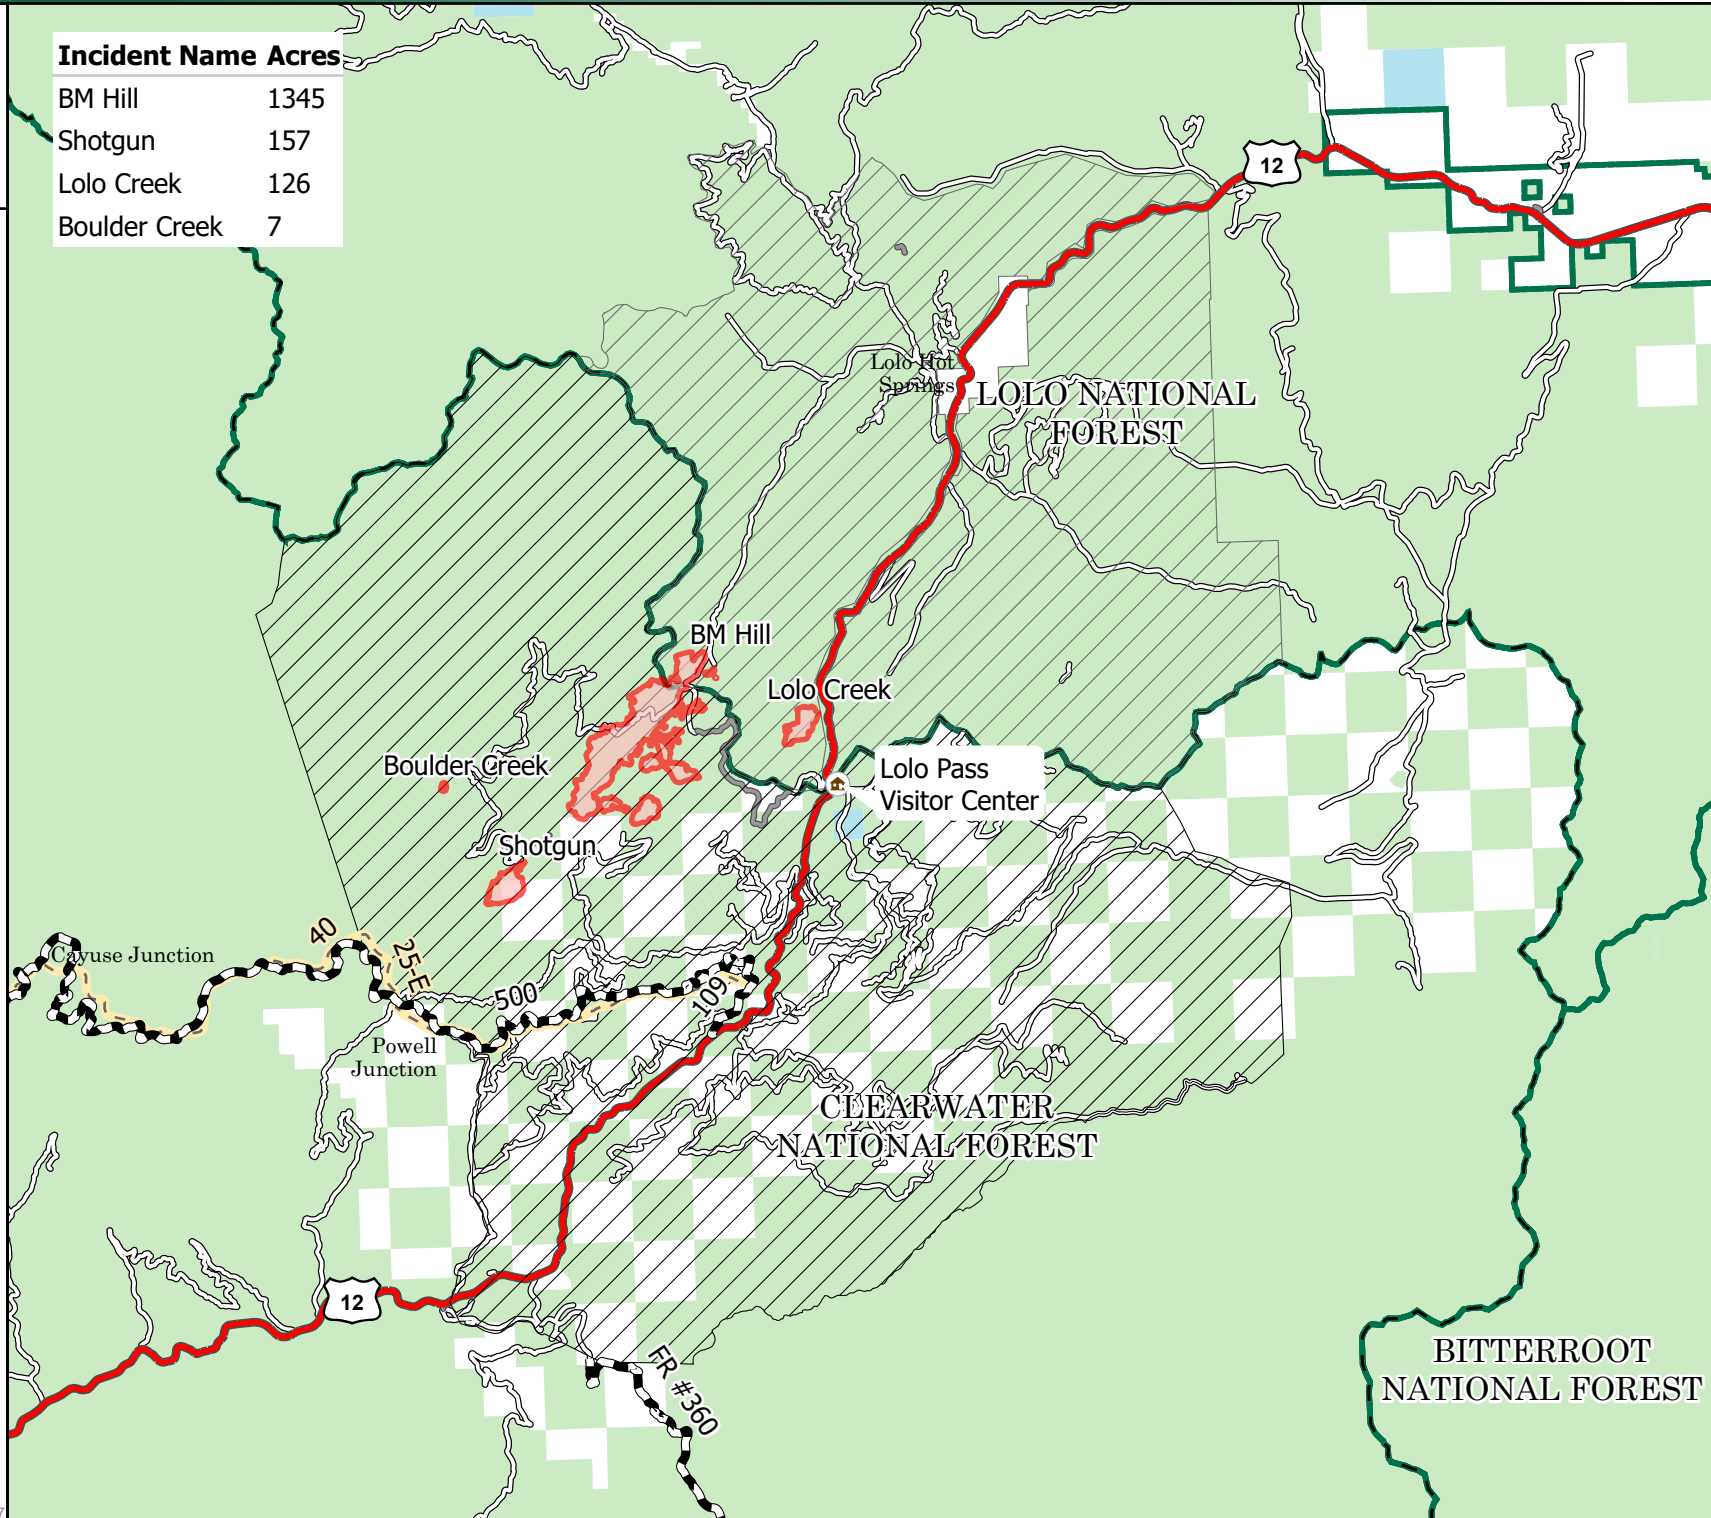 Incident Name Acres
BM Hill 1345
Shotgun 157
Lolo Creek 126
Boulder Creek 7
12
Lolo Hot
Springs
LOLO NATIONAL
FOREST
BM Hill
Lolo Creek
Boulder Creek
Lolo Pass
Visitor Center
Shotgun
40
25-E
Cayuse Junction
500
109
Powell
Junction
CLEARWATER
NATIONAL FOREST
12
FR #360
BITTERROOT
NATIONAL FOREST